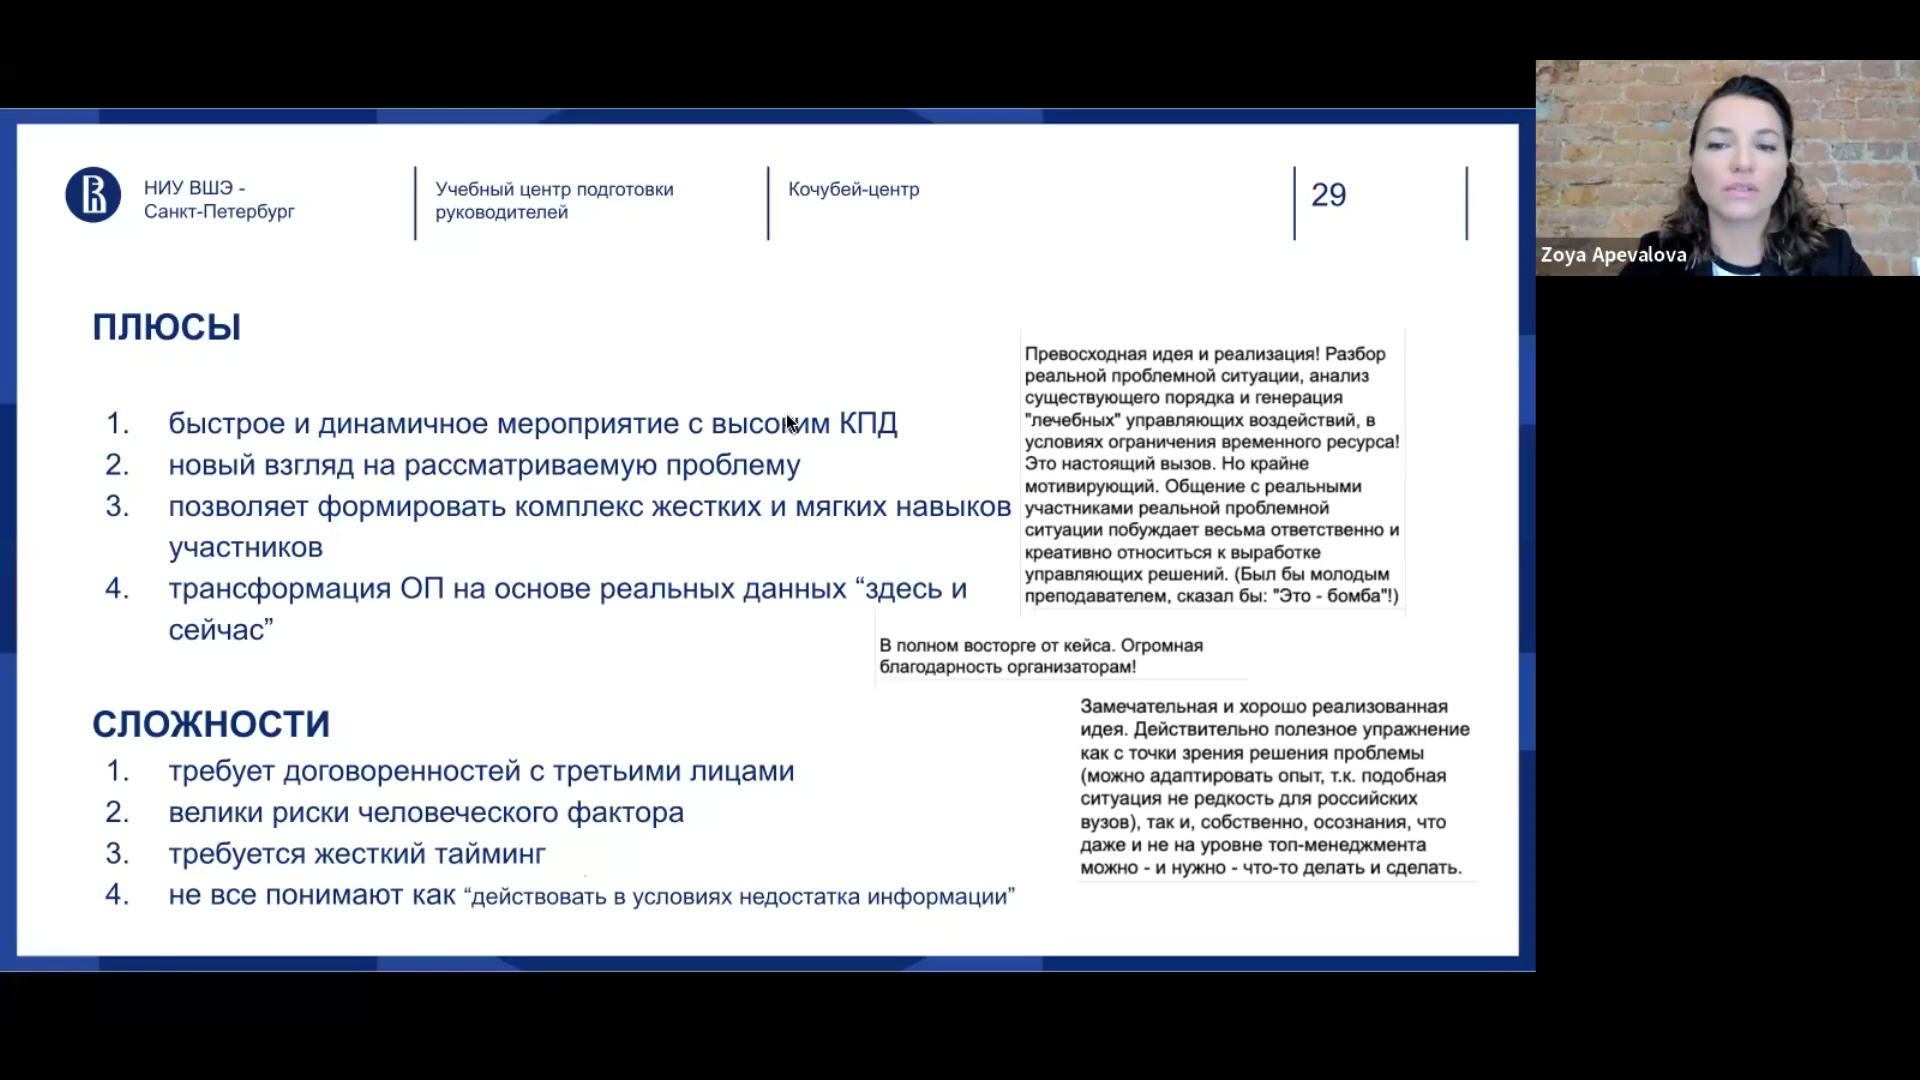 НИУ ВШЭ -
Санкт-Петербург
Учебный центр подготовки
руководителей
Кочубей-центр
29
Zoya Apevalova
ПЛЮСЫ
1. быстрое и динамичное мероприятие с высоким КПД
2. новый взгляд на рассматриваемую проблему
3. позволяет формировать комплекс жестких и мягких навыков
участников
4. трансформация ОП на основе реальных данных “здесь и
сейчас”
СЛОЖНОСТИ
1. требует договоренностей с третьими лицами
2. велики риски человеческого фактора
3. требуется жесткий тайминг
4. не все понимают как “действовать в условиях недостатка информации”
Превосходная идея и реализация! Разбор
реальной проблемной ситуации, анализ
существующего порядка и генерация
"лечебных" управляющих воздействий, в
условиях ограничения временного ресурса!
Это настоящий вызов. Но крайне
мотивирующий. Общение с реальными
участниками реальной проблемной
ситуации побуждает весьма ответственно и
креативно относиться к выработке
управляющих решений. (Был бы молодым
преподавателем, сказал бы: "Это - бомба"!)
В полном восторге от кейса. Огромная
благодарность организаторам!
Замечательная и хорошо реализованная
идея. Действительно полезное упражнение
как с точки зрения решения проблемы
(можно адаптировать опыт, т.к. подобная
ситуация не редкость для российских
вузов), так и, собственно, осознания, что
даже и не на уровне топ-менеджмента
можно - и нужно - что-то делать и сделать.